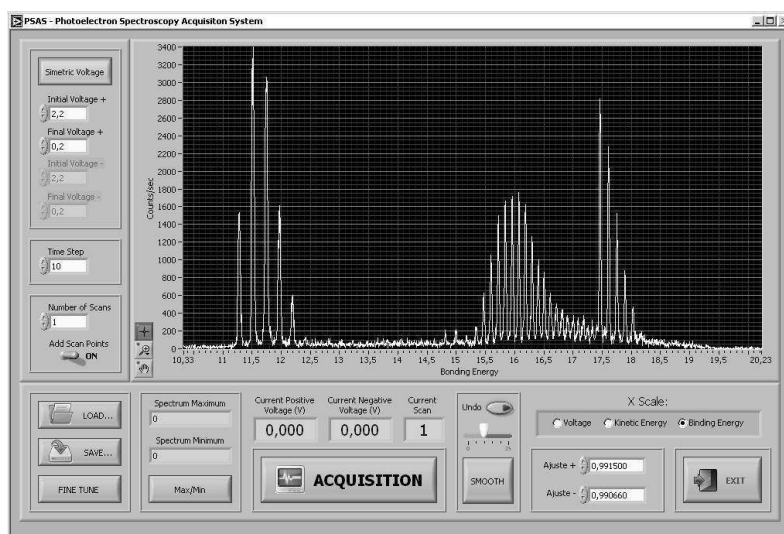 PSAS - Photoelectron Spectroscopy Acquisiton System
Simetric Voltage
Initial Voltage +
2,2
Final Voltage +
0,2
Initial Voltage -
2,2
Final Voltage -
0,2
Time Step
10
Number of Scans
1
Add Scan Points
ON
Counts/sec
3400
3200
3000
2800
2600
2400
2200
2000
1800
1600
1400
1200
1000
800
600
400
200
0
10,33 11 11,5 12 12,5 13 13,5 14 14,5 15 15,5 16 16,5 17 17,5 18 18,5 19 19,5 20,23
Bonding Energy
LOAD...
SAVE...
FINE TUNE
Spectrum Maximum
0
Spectrum Minimum
0
Max/Min
Current Positive Voltage (V)
0,000
Current Negative Voltage (V)
0,000
Current Scan
1
ACQUISITION
Undo
0 25
SMOOTH
X Scale:
Voltage Kinetic Energy Binding Energy
Ajuste + 0,991500
Ajuste - 0,990660
EXIT